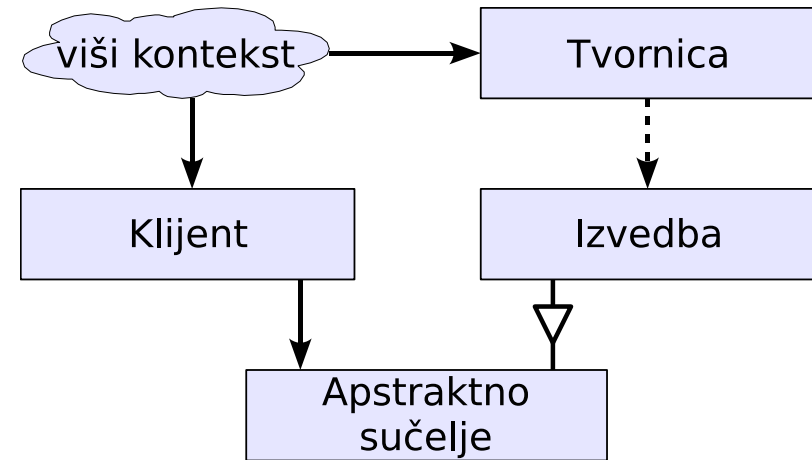 viši kontekst
Tvornica
Klijent
Izvedba
Apstraktno
sučelje